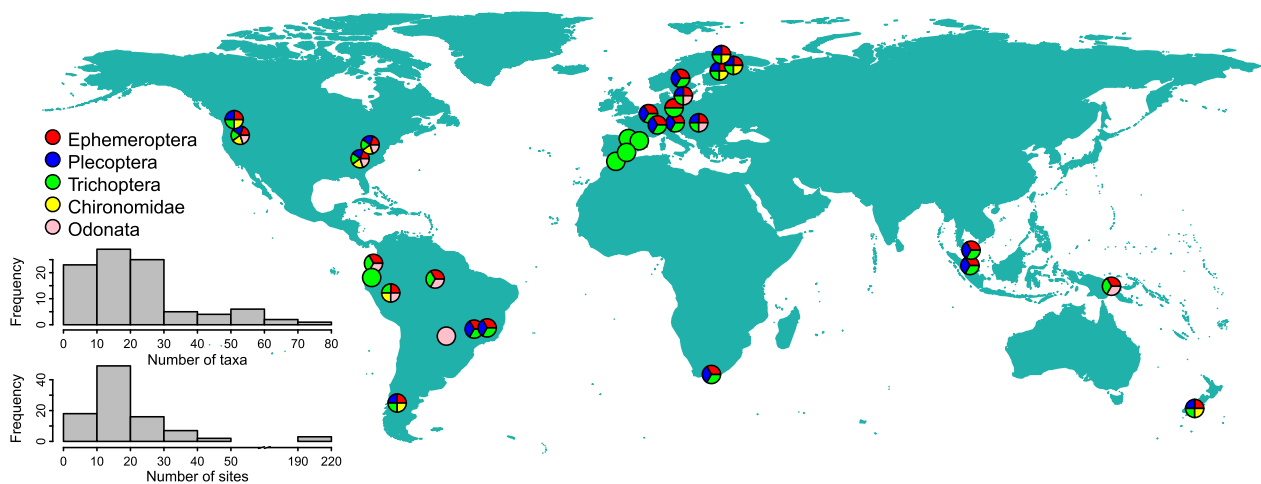 Ephemeroptera
Plecoptera
Trichoptera
Chironomidae
Odonata
Frequency
0 10 20
0 10 20 30 40 50 60 70 80
Number of taxa
Frequency
0 20 40
0 10 20 30 40 50 190 220
Number of sites